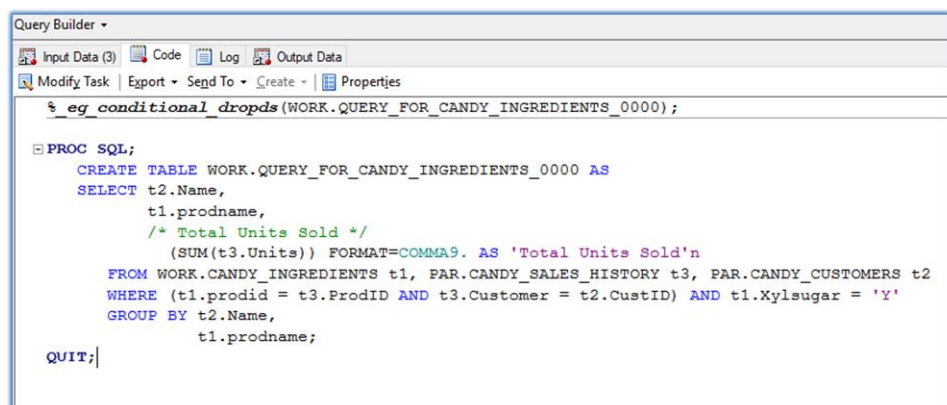 Query Builder
Input Data (3) Code Log Output Data
Modify Task Export Send To Create Properties
%_eg_conditional_dropds(WORK.QUERY_FOR_CANDY_INGREDIENTS_0000);
PROC SQL;
CREATE TABLE WORK.QUERY_FOR_CANDY_INGREDIENTS_0000 AS
SELECT t2.Name,
t1.prodname,
/* Total Units Sold */
(SUM(t3.Units)) FORMAT=COMMA9. AS 'Total Units Sold'n
FROM WORK.CANDY_INGREDIENTS t1, PAR.CANDY_SALES_HISTORY t3, PAR.CANDY_CUSTOMERS t2
WHERE (t1.prodid = t3.ProdID AND t3.Customer = t2.CustID) AND t1.Xylsugar = 'Y'
GROUP BY t2.Name,
t1.prodname;
QUIT;